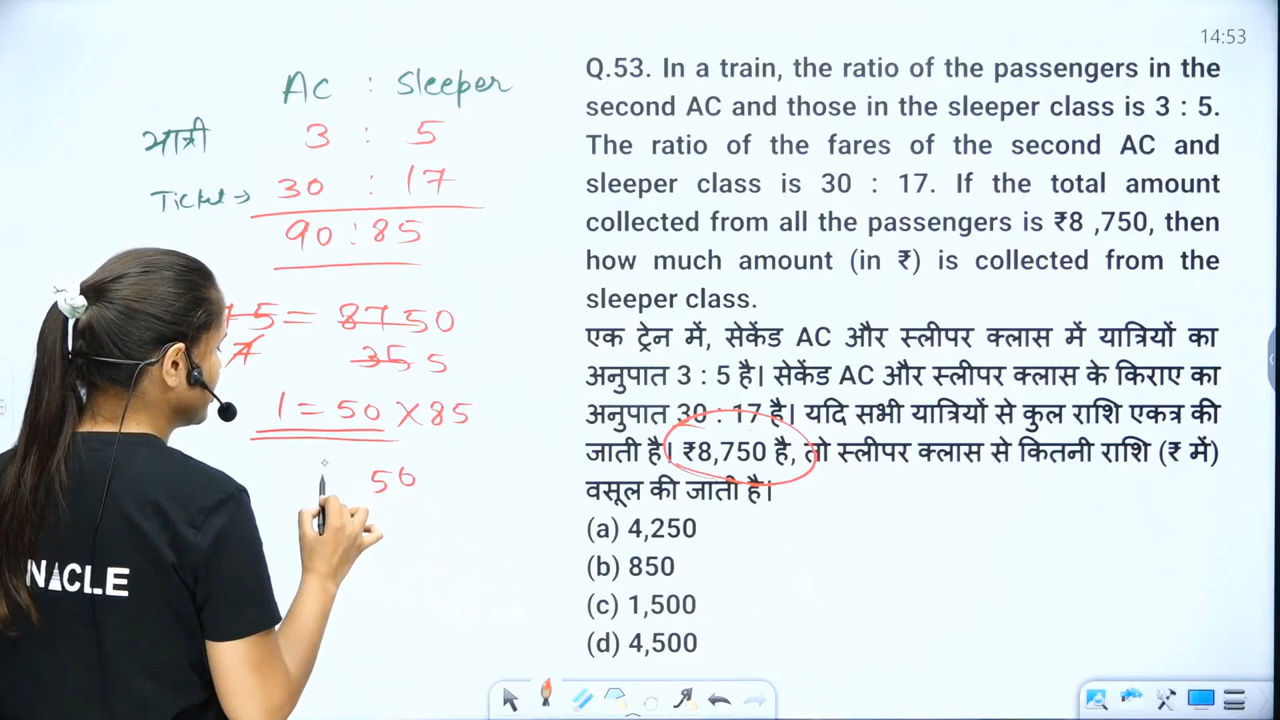 14:53
AC : Sleeper
यात्री 3 : 5
Ticket → 30 : 17
90 : 85
175 = 8750
7 35 5
1 = 50 × 85
50
NACLE
Q.53. In a train, the ratio of the passengers in the
second AC and those in the sleeper class is 3 : 5.
The ratio of the fares of the second AC and
sleeper class is 30 : 17. If the total amount
collected from all the passengers is ₹8 ,750, then
how much amount (in ₹) is collected from the
sleeper class.
एक ट्रेन में, सेकेंड AC और स्लीपर क्लास में यात्रियों का
अनुपात 3 : 5 है। सेकेंड AC और स्लीपर क्लास के किराए का
अनुपात 30 : 17 है। यदि सभी यात्रियों से कुल राशि एकत्र की
जाती है। ₹8,750 है, तो स्लीपर क्लास से कितनी राशि (₹ में)
वसूल की जाती है।
(a) 4,250
(b) 850
(c) 1,500
(d) 4,500